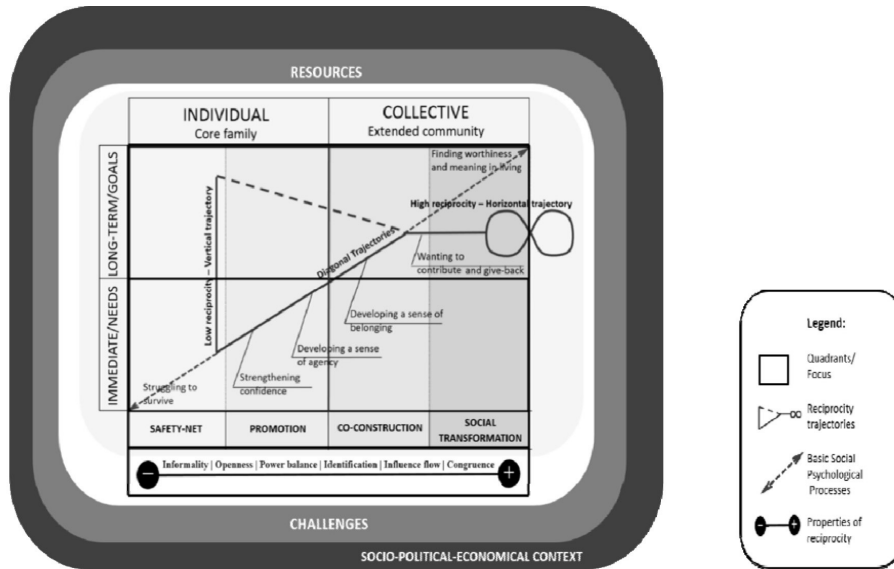 RESOURCES
INDIVIDUAL
Core family
COLLECTIVE
Extended community
LONG-TERM/GOALS
IMMEDIATE/NEEDS
Finding worthiness
and meaning in living
High reciprocity – Horizontal trajectory
Low reciprocity – Vertical trajectory
Diagonal Trajectories
Wanting to
contribute and give-back
Developing a sense of
belonging
Developing a sense
of agency
Strengthening
confidence
Struggling to
survive
SAFETY-NET
PROMOTION
CO-CONSTRUCTION
SOCIAL
TRANSFORMATION
Informality | Openness | Power balance | Identification | Influence flow | Congruence
CHALLENGES
SOCIO-POLITICAL-ECONOMICAL CONTEXT
Legend:
Quadrants/
Focus
Reciprocity
trajectories
Basic Social
Psychological
Processes
Properties of
reciprocity